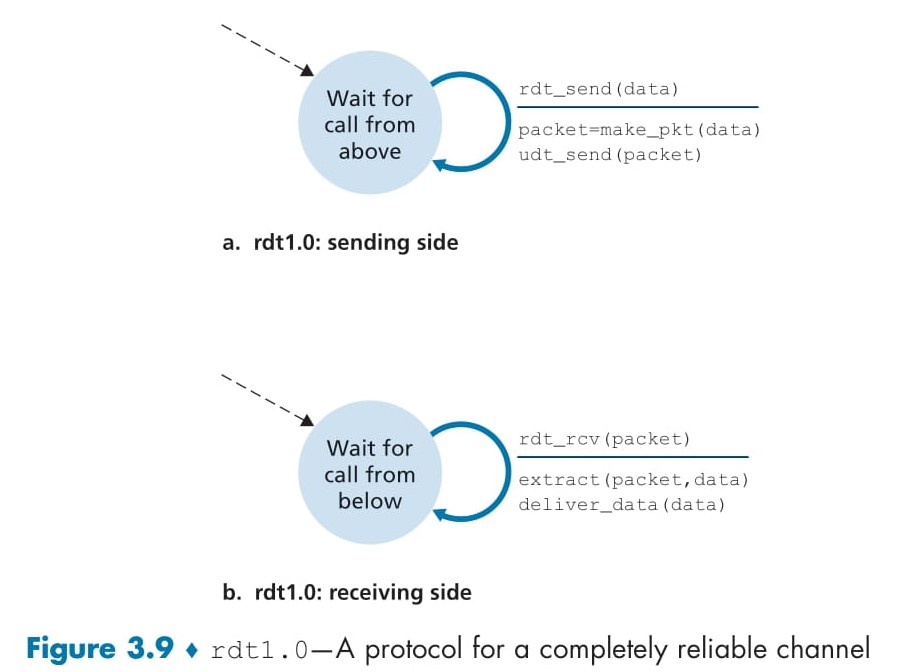 Wait for
call from
above
rdt_send(data)
packet=make_pkt(data)
udt_send(packet)
a. rdt1.0: sending side
Wait for
call from
below
rdt_rcv(packet)
extract(packet,data)
deliver_data(data)
b. rdt1.0: receiving side
Figure 3.9 ♦ rdt1.0—A protocol for a completely reliable channel